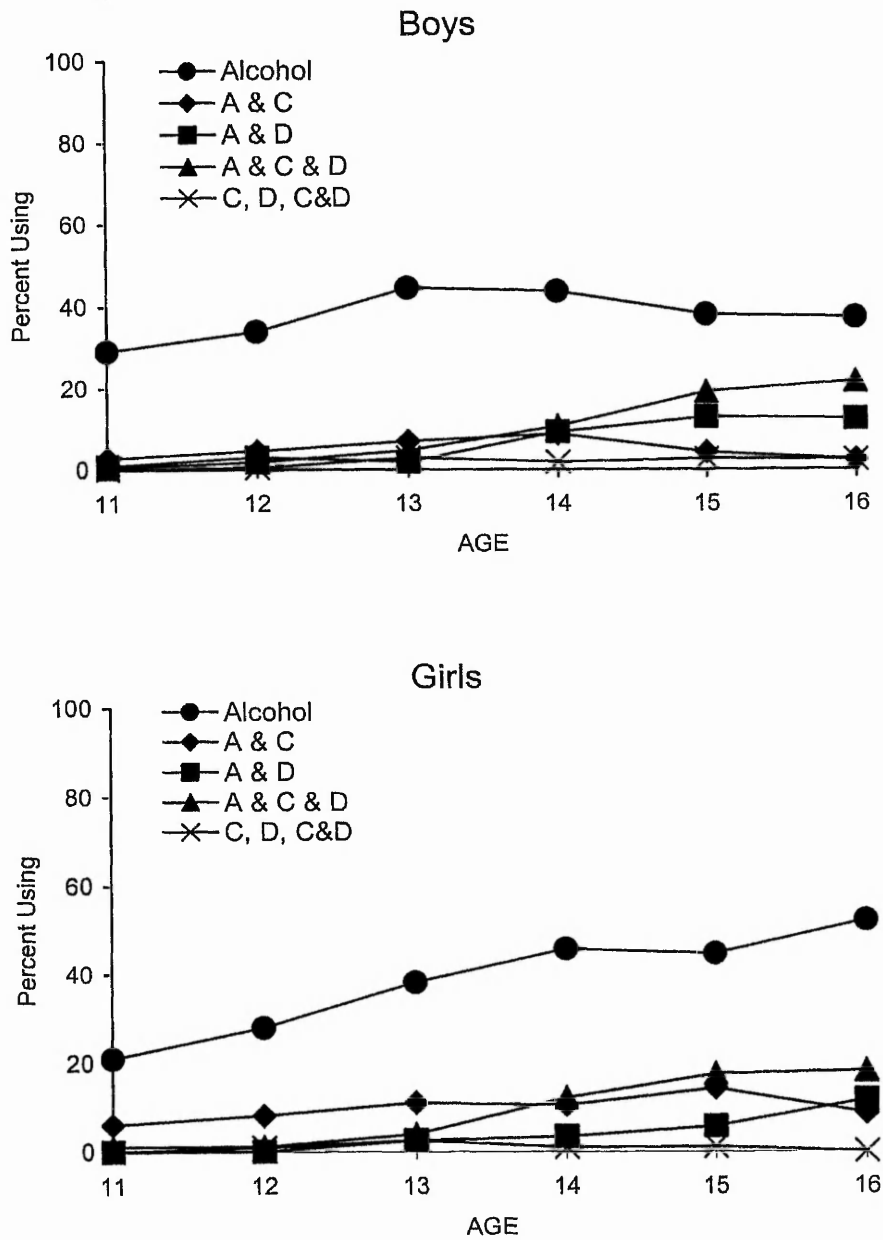 Boys
100
80
60
40
20
0
Percent Using
Alcohol
A & C
A & D
A & C & D
C, D, C&D
11 12 13 14 15 16
AGE
Girls
100
80
60
40
20
0
Percent Using
Alcohol
A & C
A & D
A & C & D
C, D, C&D
11 12 13 14 15 16
AGE